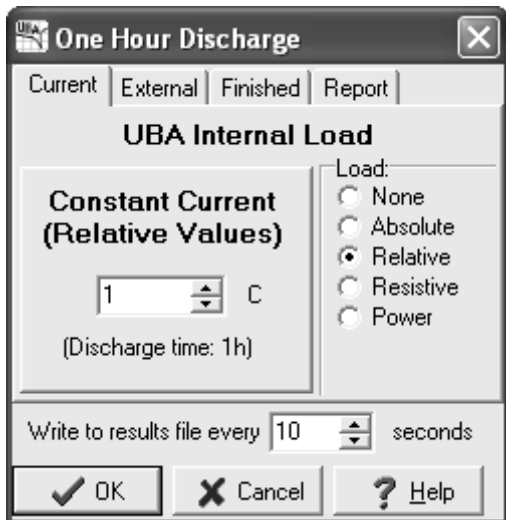 UBA One Hour Discharge
Current External Finished Report
UBA Internal Load
Constant Current
(Relative Values)
1 C
(Discharge time: 1h)
Load:
None
Absolute
Relative
Resistive
Power
Write to results file every 10 seconds
OK Cancel ? Help